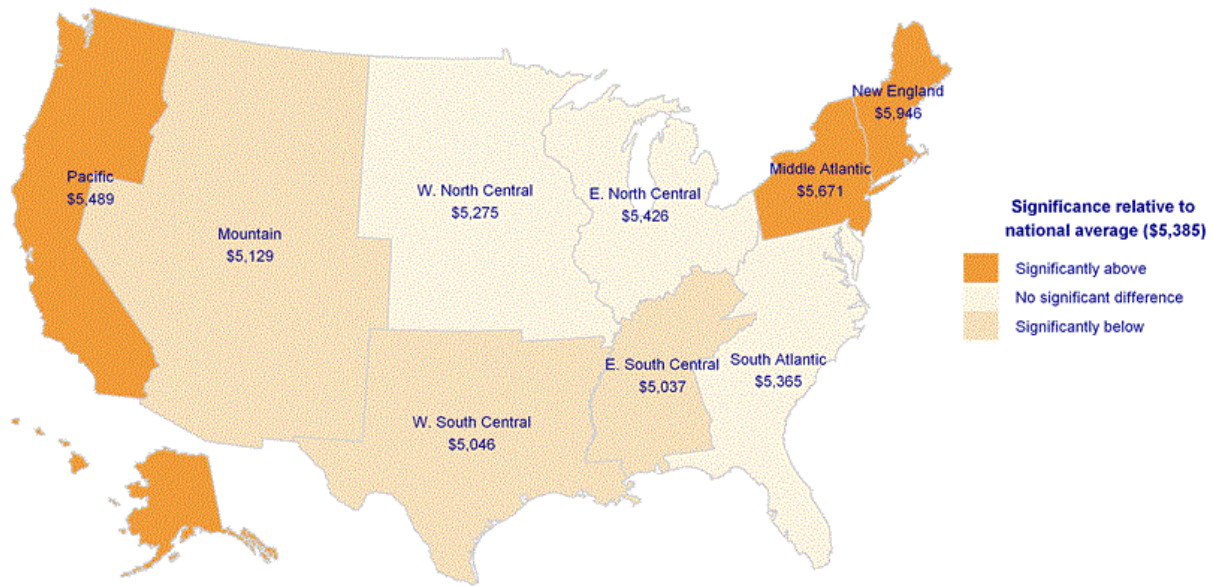 New England
$5,946
Middle Atlantic
$5,671
Pacific
$5,489
W. North Central
$5,275
E. North Central
$5,426
Mountain
$5,129
Significance relative to
national average ($5,385)
Significantly above
No significant difference
Significantly below
E. South Central
$5,037
South Atlantic
$5,365
W. South Central
$5,046